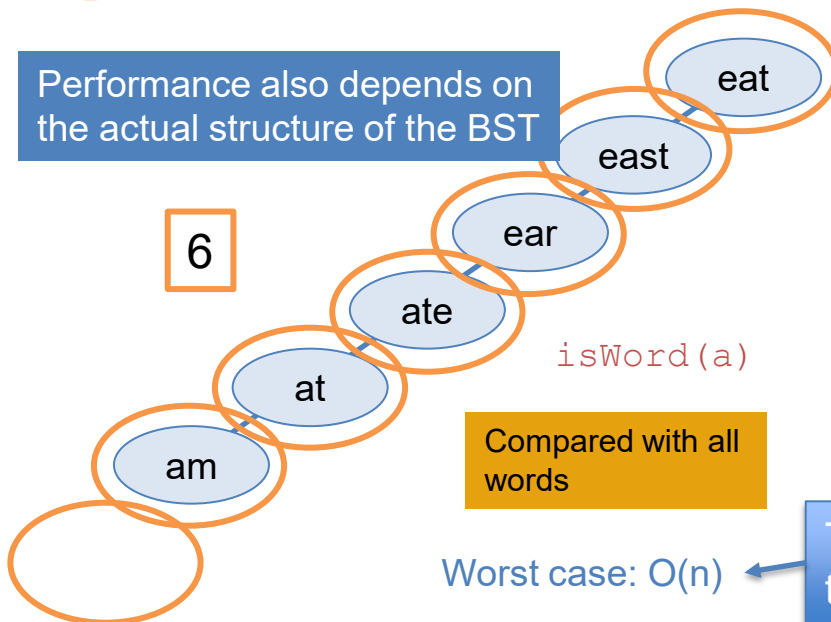 eat
Performance also depends on
the actual structure of the BST
east
ear
6
ate
isWord(a)
at
Compared with all
words
am
Worst case: O(n)